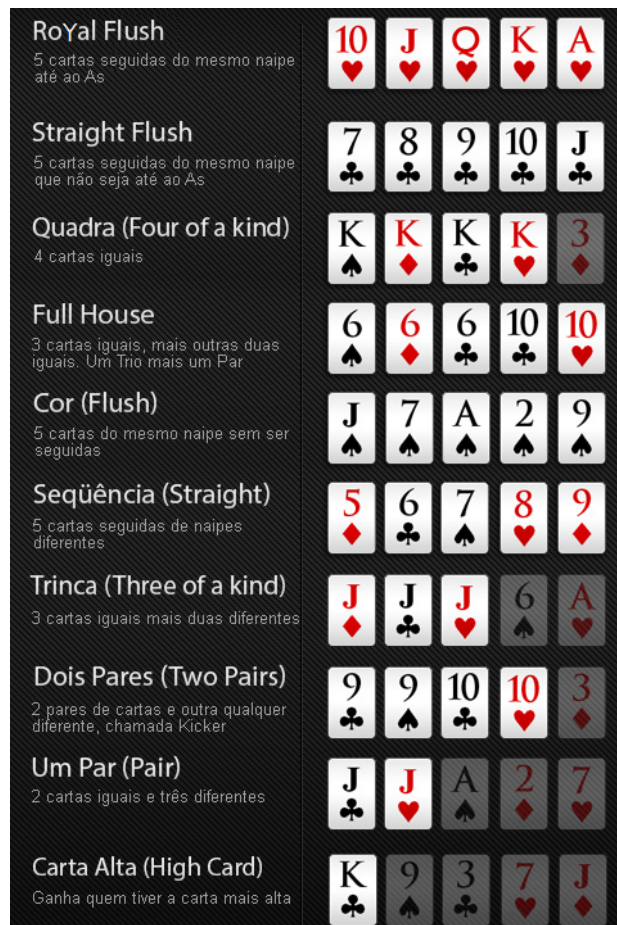 RoYal Flush
5 cartas seguidas do mesmo naipe
até ao As
10 J Q K A
Straight Flush
5 cartas seguidas do mesmo naipe
que não seja até ao As
7 8 9 10 J
Quadra (Four of a kind)
4 cartas iguais
K K K K 3
Full House
3 cartas iguais, mais outras duas
iguais. Um Trio mais um Par
6 6 6 10 10
Cor (Flush)
5 cartas do mesmo naipe sem ser
seguidas
J 7 A 2 9
Seqüência (Straight)
5 cartas seguidas de naipes
diferentes
5 6 7 8 9
Trinca (Three of a kind)
3 cartas iguais mais duas diferentes
J J J 6 A
Dois Pares (Two Pairs)
2 pares de cartas e outra qualquer
diferente, chamada Kicker
9 9 10 10 3
Um Par (Pair)
2 cartas iguais e três diferentes
J J A 2 7
Carta Alta (High Card)
Ganha quem tiver a carta mais alta
K 9 3 7 J